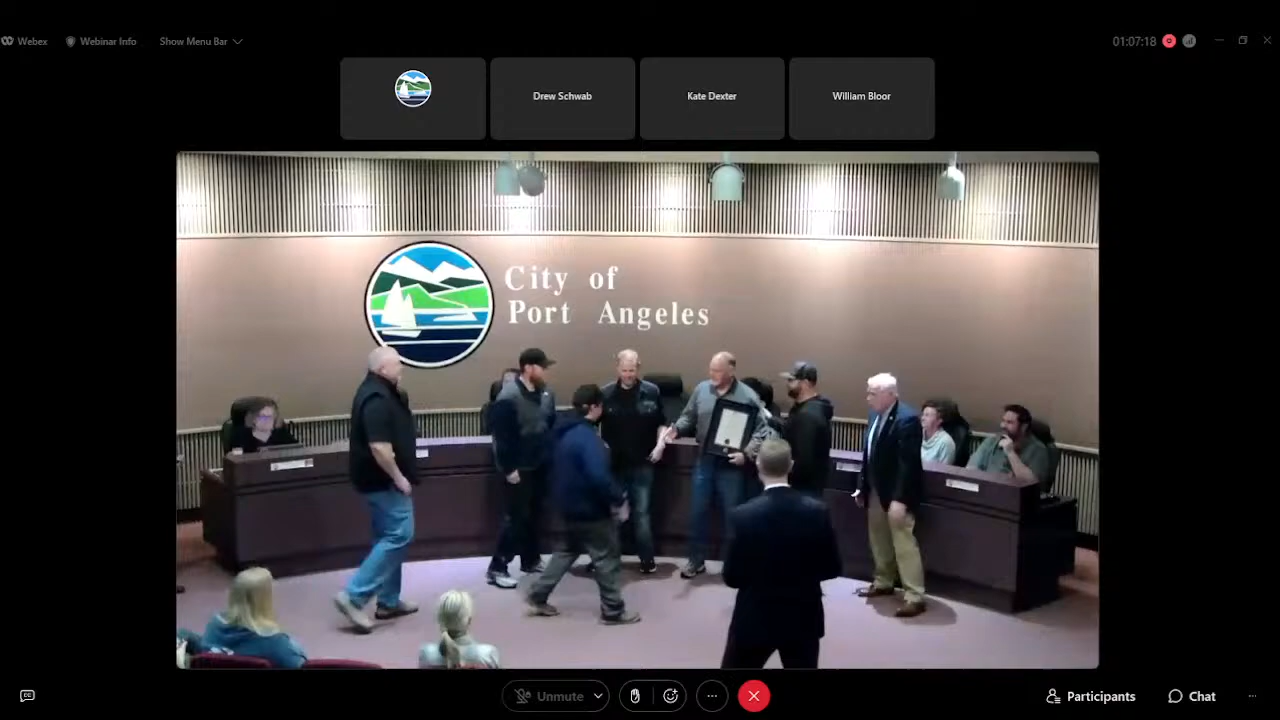 Webex
Webinar Info
Show Menu Bar
01:07:18
Drew Schwab
Kate Dexter
William Bloor
City of
Port Angeles
Unmute
Participants
Chat